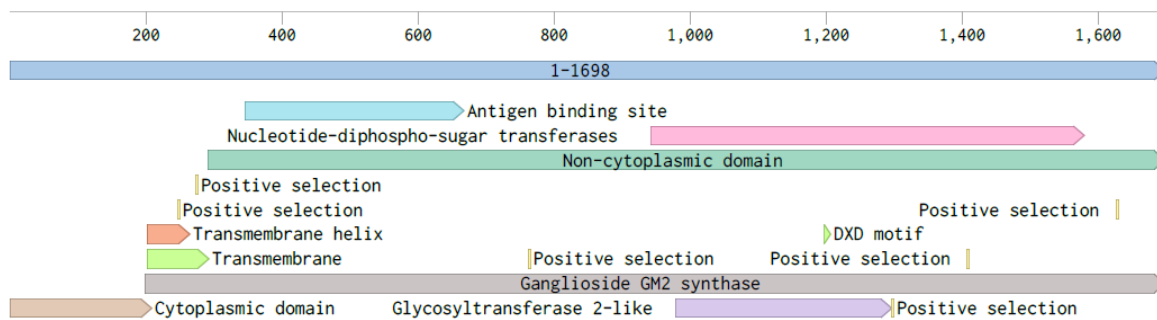 200 400 600 800 1,000 1,200 1,400 1,600
1-1698
Antigen binding site
Nucleotide-diphospho-sugar transferases
Non-cytoplasmic domain
Positive selection
Positive selection Positive selection
Transmembrane helix DXD motif
Transmembrane Positive selection Positive selection
Ganglioside GM2 synthase
Cytoplasmic domain Glycosyltransferase 2-like Positive selection